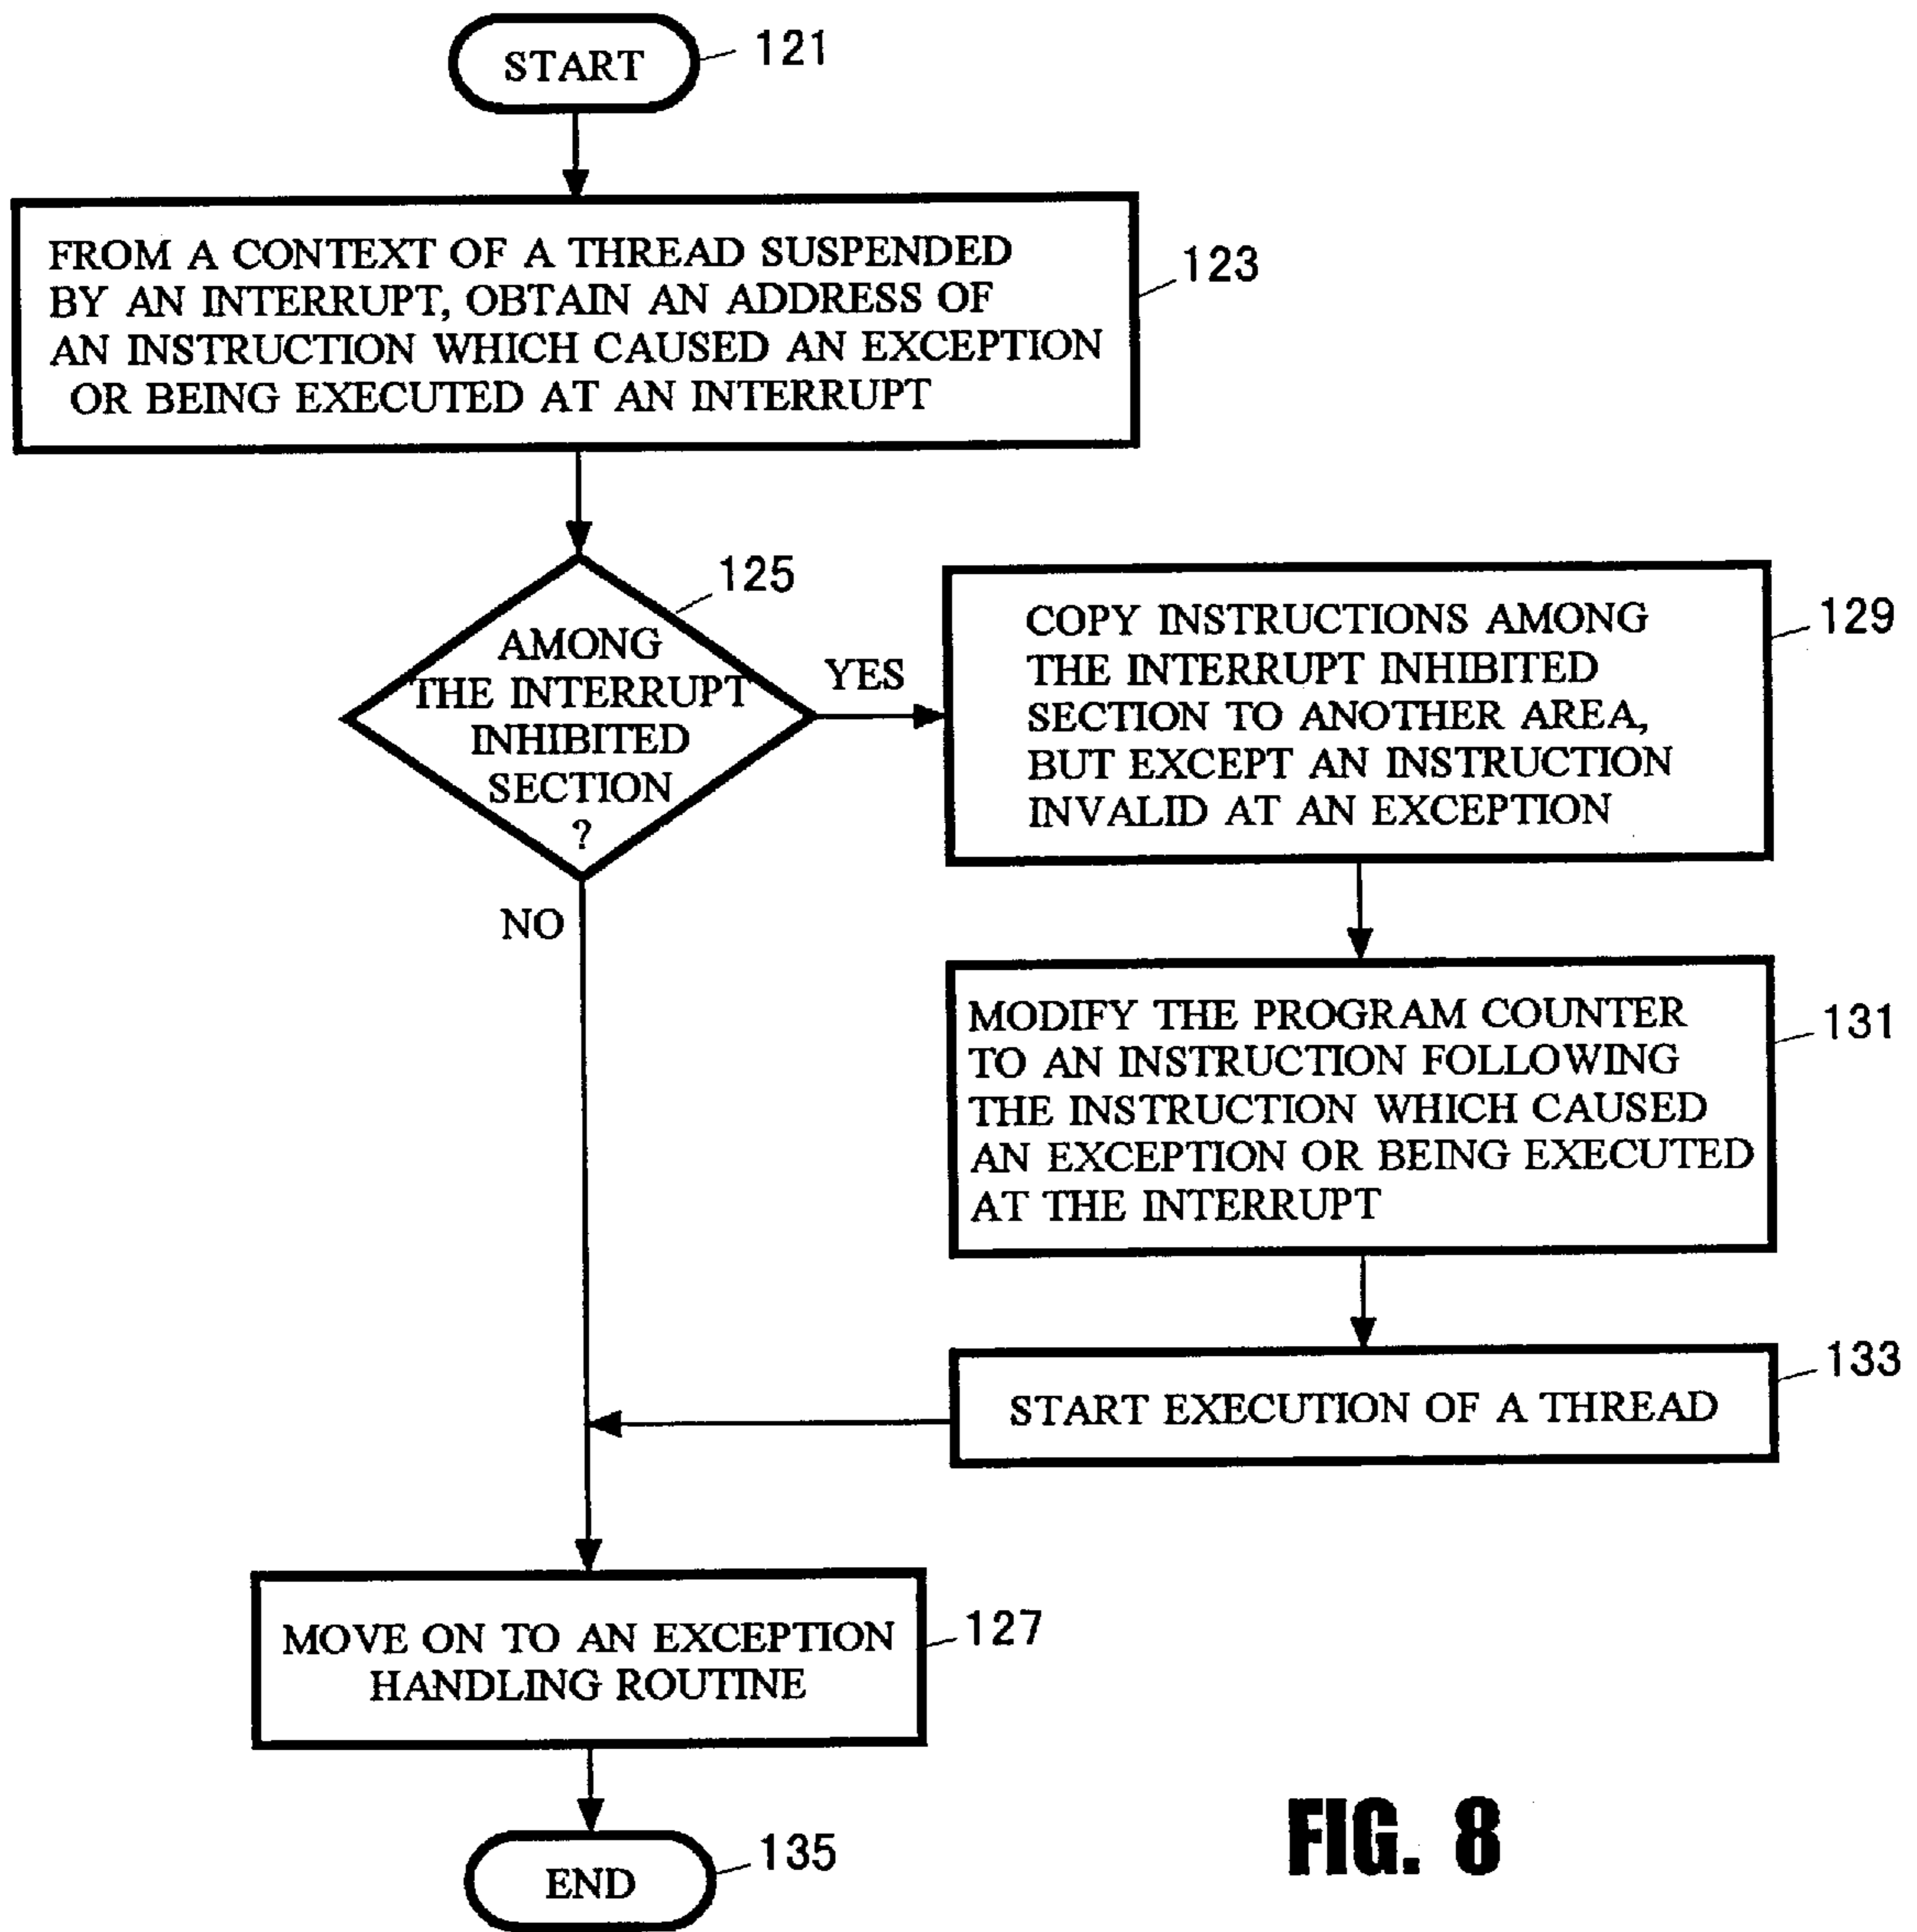 START
121
FROM A CONTEXT OF A THREAD SUSPENDED
BY AN INTERRUPT, OBTAIN AN ADDRESS OF
AN INSTRUCTION WHICH CAUSED AN EXCEPTION
OR BEING EXECUTED AT AN INTERRUPT
123
125
AMONG
THE INTERRUPT
INHIBITED
SECTION
?
YES
NO
COPY INSTRUCTIONS AMONG
THE INTERRUPT INHIBITED
SECTION TO ANOTHER AREA,
BUT EXCEPT AN INSTRUCTION
INVALID AT AN EXCEPTION
129
MODIFY THE PROGRAM COUNTER
TO AN INSTRUCTION FOLLOWING
THE INSTRUCTION WHICH CAUSED
AN EXCEPTION OR BEING EXECUTED
AT THE INTERRUPT
131
START EXECUTION OF A THREAD
133
MOVE ON TO AN EXCEPTION
HANDLING ROUTINE
127
END
135
FIG. 8